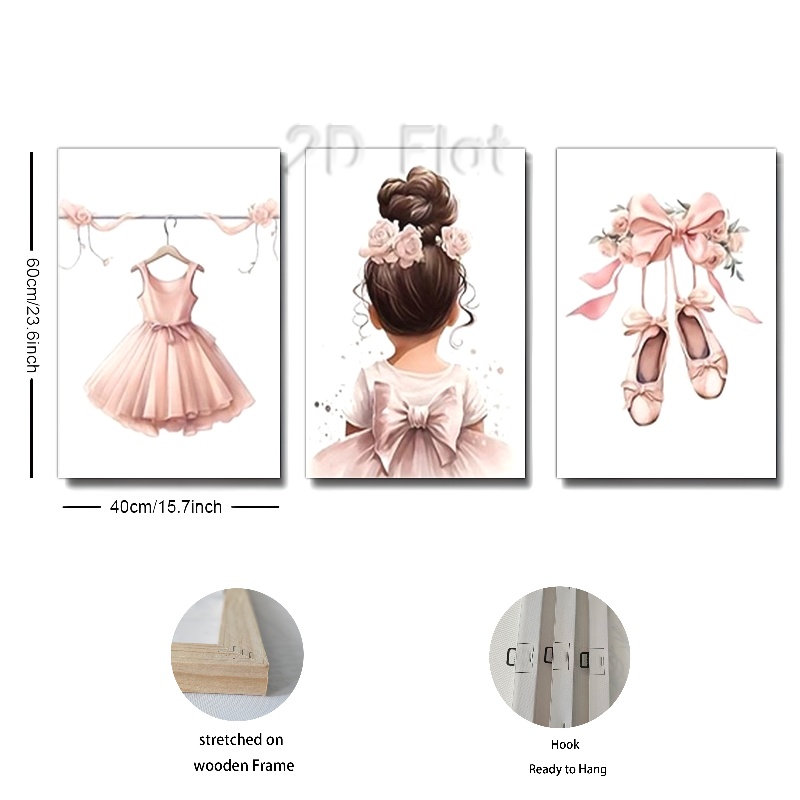 2D Flat
60cm/23.6inch
40cm/15.7inch
stretched on
wooden Frame
Hook
Ready to Hang